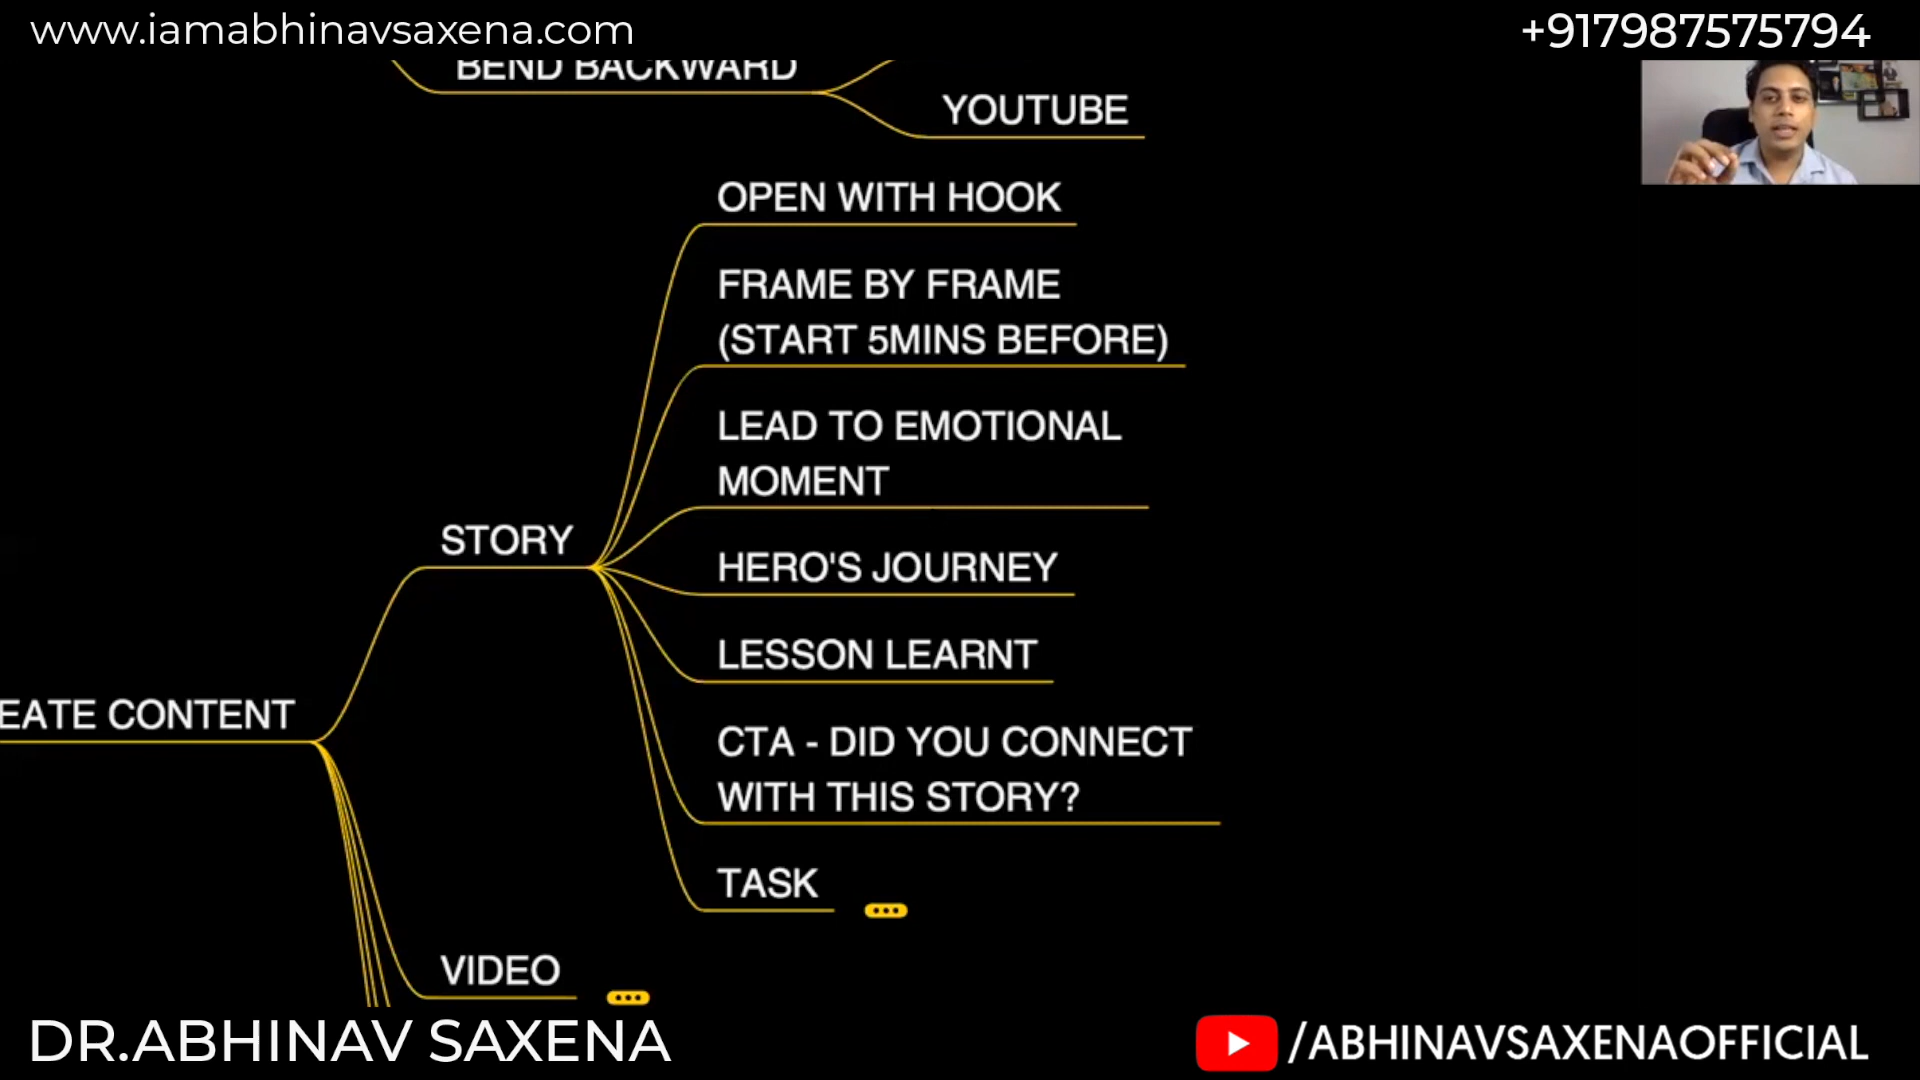 www.iamabhinavsaxena.com
+917987575794
BEND BACKWARD
YOUTUBE
OPEN WITH HOOK
FRAME BY FRAME
(START 5MINS BEFORE)
LEAD TO EMOTIONAL
MOMENT
STORY
HERO'S JOURNEY
LESSON LEARNT
EATE CONTENT
CTA - DID YOU CONNECT
WITH THIS STORY?
TASK
VIDEO
DR.ABHINAV SAXENA
/ABHINAVSAXENAOFFICIAL